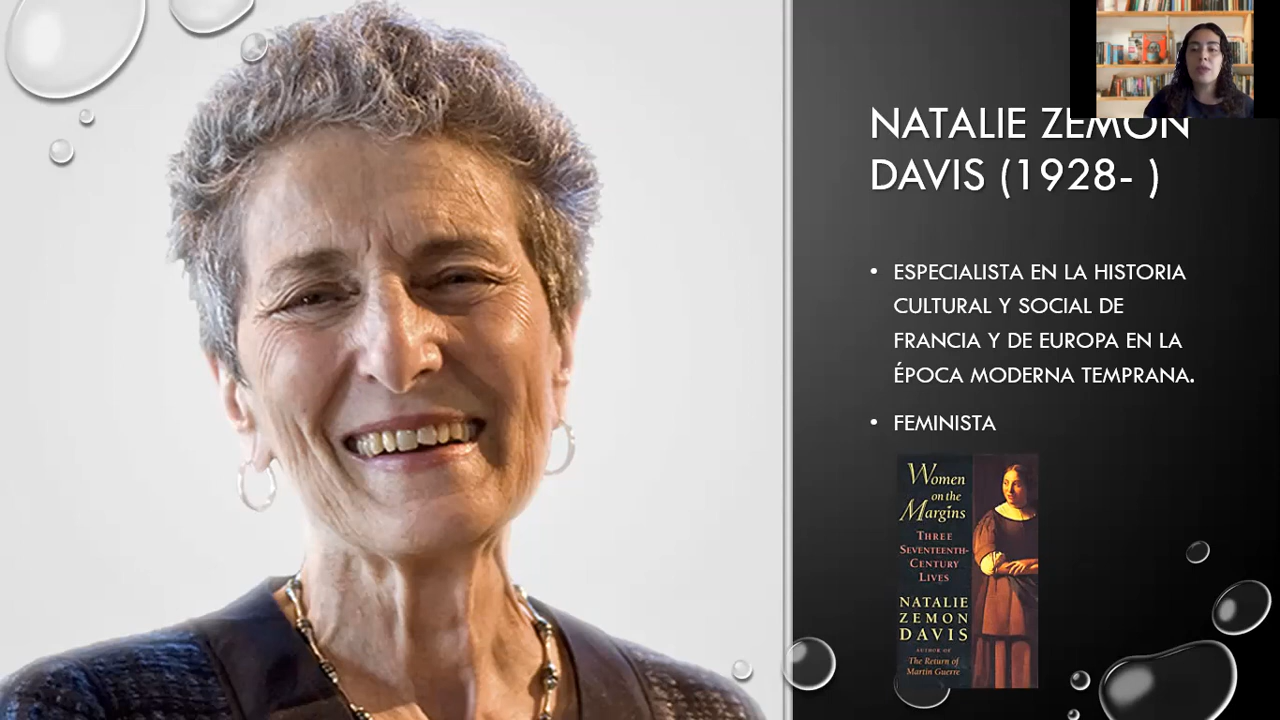 NATALIE ZEMON
DAVIS (1928- )
• ESPECIALISTA EN LA HISTORIA
CULTURAL Y SOCIAL DE
FRANCIA Y DE EUROPA EN LA
ÉPOCA MODERNA TEMPRANA.
• FEMINISTA
Women
on the
Margins
THREE
SEVENTEENTH-
CENTURY
LIVES
NATALIE
ZEMON
DAVIS
AUTHOR OF
The Return of
Martin Guerre